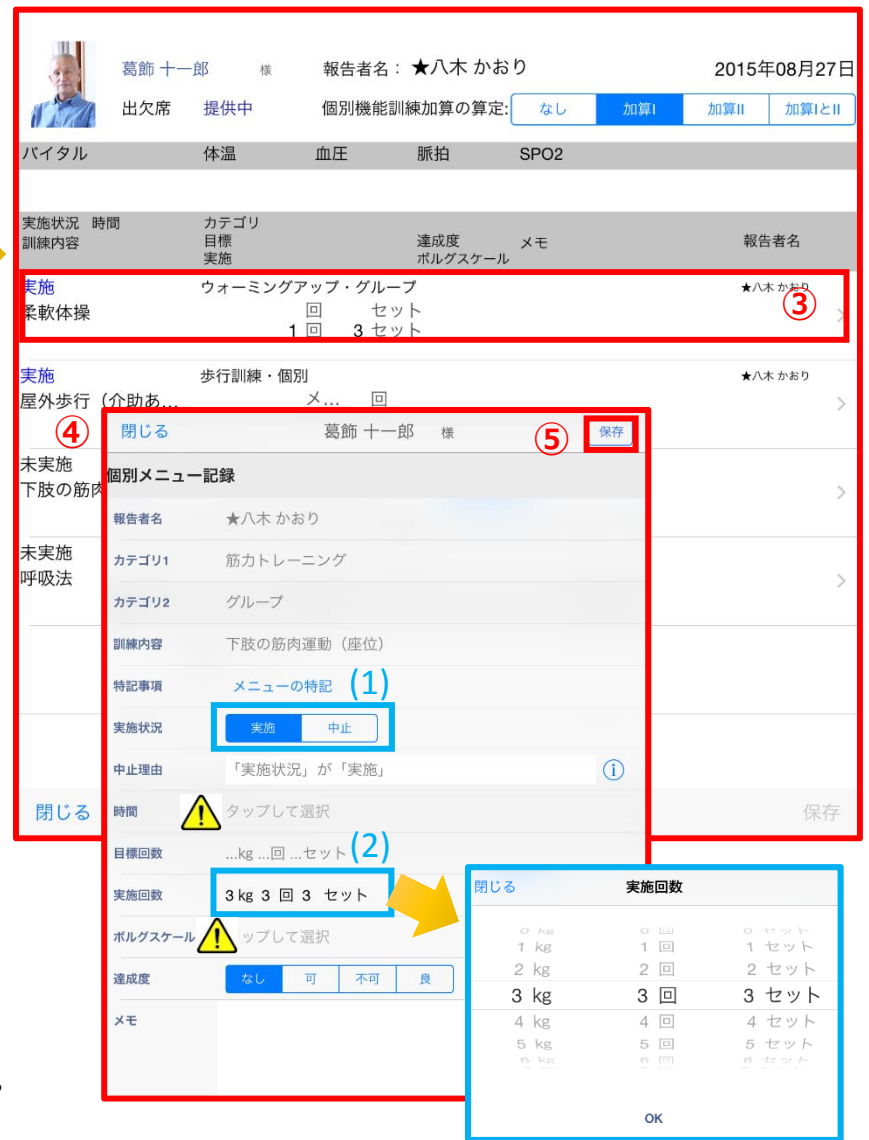 葛飾 十一郎 様 報告者名：★八木 かおり 2015年08月27日
出欠席 提供中 個別機能訓練加算の算定: なし 加算I 加算II 加算IとII
バイタル 体温 血圧 脈拍 SPO2
実施状況 時間 カテゴリ
訓練内容 目標 達成度 メモ 報告者名
実施 ボルグスケール
実施 ウォーミングアップ・グループ ★八木 かおり
柔軟体操 回 セット ③
1 回 3 セット
実施 歩行訓練・個別 ★八木 かおり
屋外歩行（介助あ... メ... 回
④
未実施
下肢の筋肉
未実施
呼吸法
閉じる 保存
閉じる 葛飾 十一郎 様 ⑤ 保存
個別メニュー記録
報告者名 ★八木 かおり
カテゴリ1 筋力トレーニング
カテゴリ2 グループ
訓練内容 下肢の筋肉運動（座位）
特記事項 メニューの特記 (1)
実施状況 実施 中止
中止理由 「実施状況」が「実施」
時間 タップして選択
目標回数 ...kg ...回 ...セット (2)
実施回数 3 kg 3 回 3 セット
ボルグスケール ップして選択
達成度 なし 可 不可 良
メモ
閉じる 実施回数
0 kg 0 回 0 セット
1 kg 1 回 1 セット
2 kg 2 回 2 セット
3 kg 3 回 3 セット
4 kg 4 回 4 セット
5 kg 5 回 5 セット
6 kg 6 回 6 セット
OK